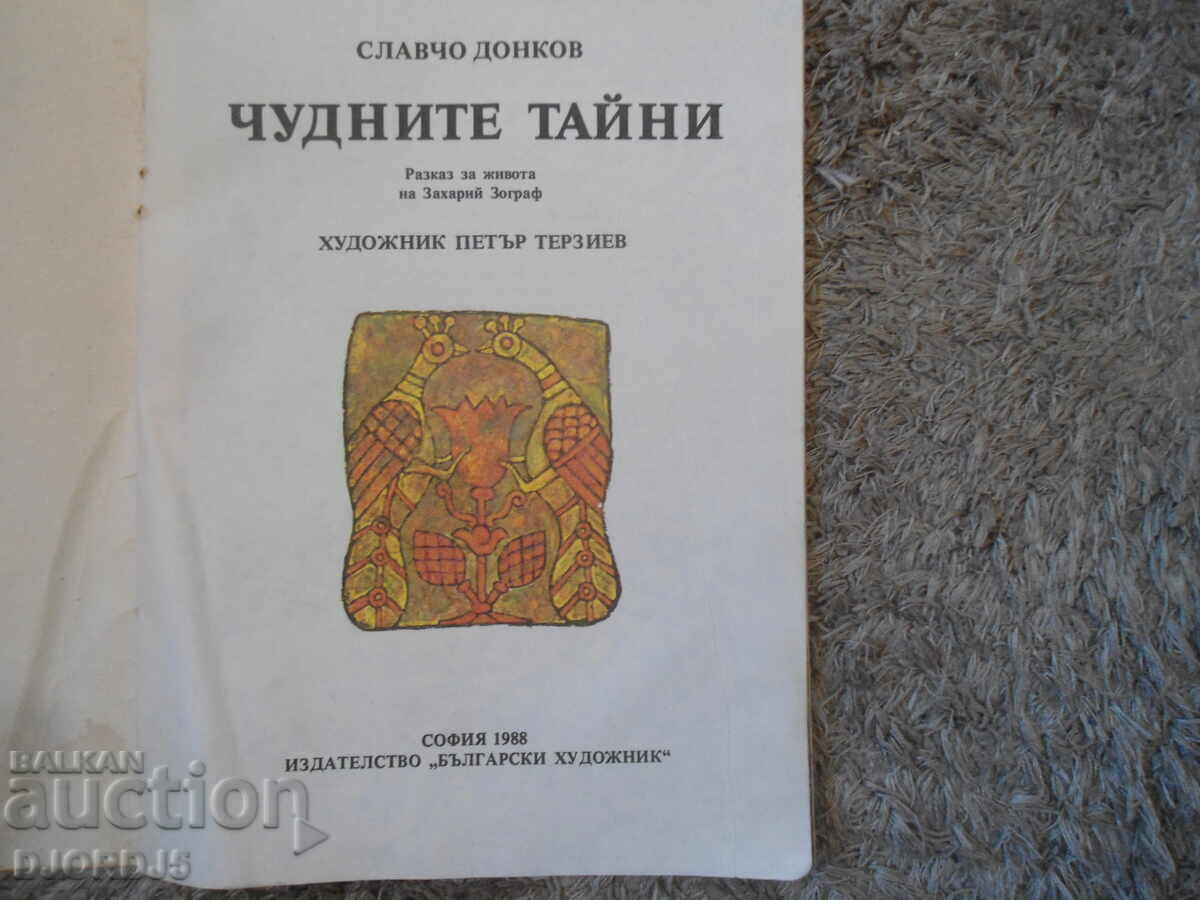 СЛАВЧО ДОНКОВ
ЧУДНИТЕ ТАЙНИ
Разказ за живота
на Захарий Зограф
ХУДОЖНИК ПЕТЪР ТЕРЗИЕВ
СОФИЯ 1988
ИЗДАТЕЛСТВО „БЪЛГАРСКИ ХУДОЖНИК“
BALKAN
auction
DJORDJ5